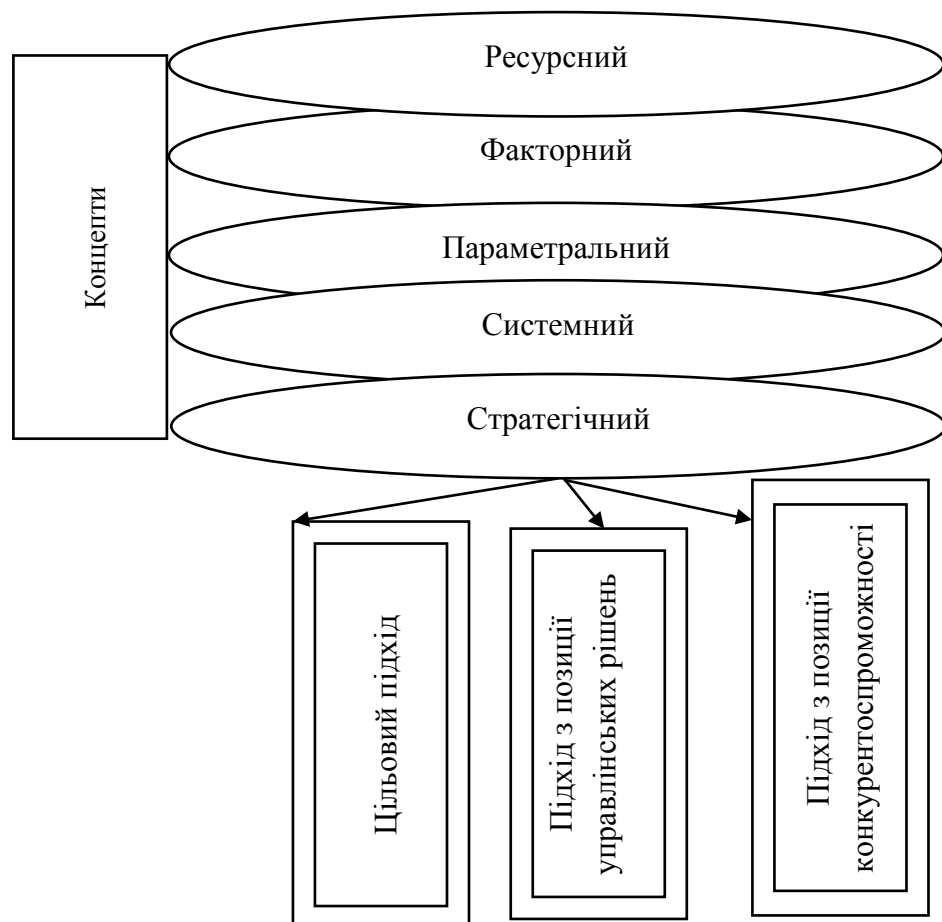 Концепти
Ресурсний
Факторний
Параметральний
Системний
Стратегічний
Цільовий підхід
Підхід з позиції
управлінських рішень
Підхід з позиції
конкурентоспроможності